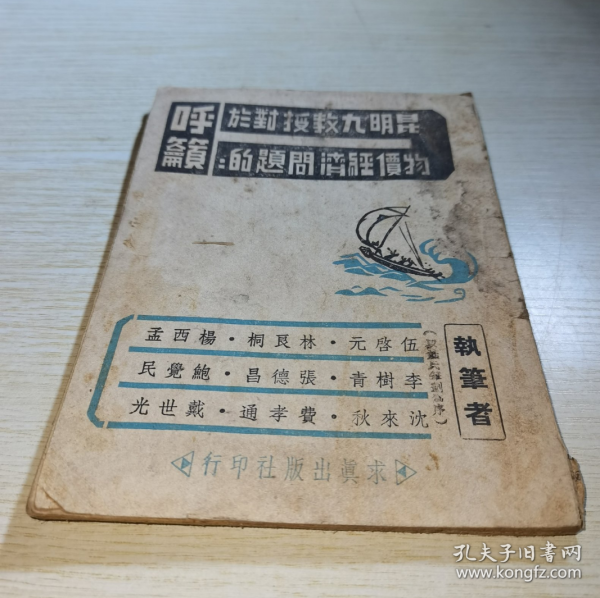 昆明九教授對於
物價經濟問題的：
呼籲
執筆者
伍啓元・林良桐・楊西孟
李樹青・張德昌・鮑覺民
沈來秋・費孝通・戴世光
求眞出版社印行
孔夫子旧书网
www.kongfz.com